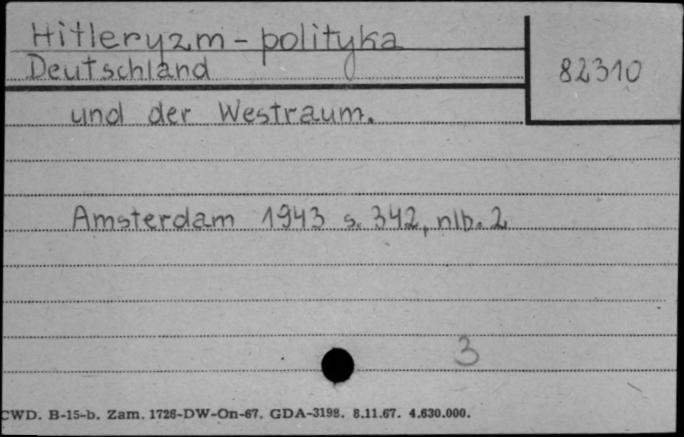 Hitleryzm - polityka
Deutschland
82310
und der Westraum.
Amsterdam 1943 s. 342, nlb. 2
3
CWD. B-15-b. Zam. 1726-DW-On-67. GDA-3198. 8.11.67. 4.630.000.